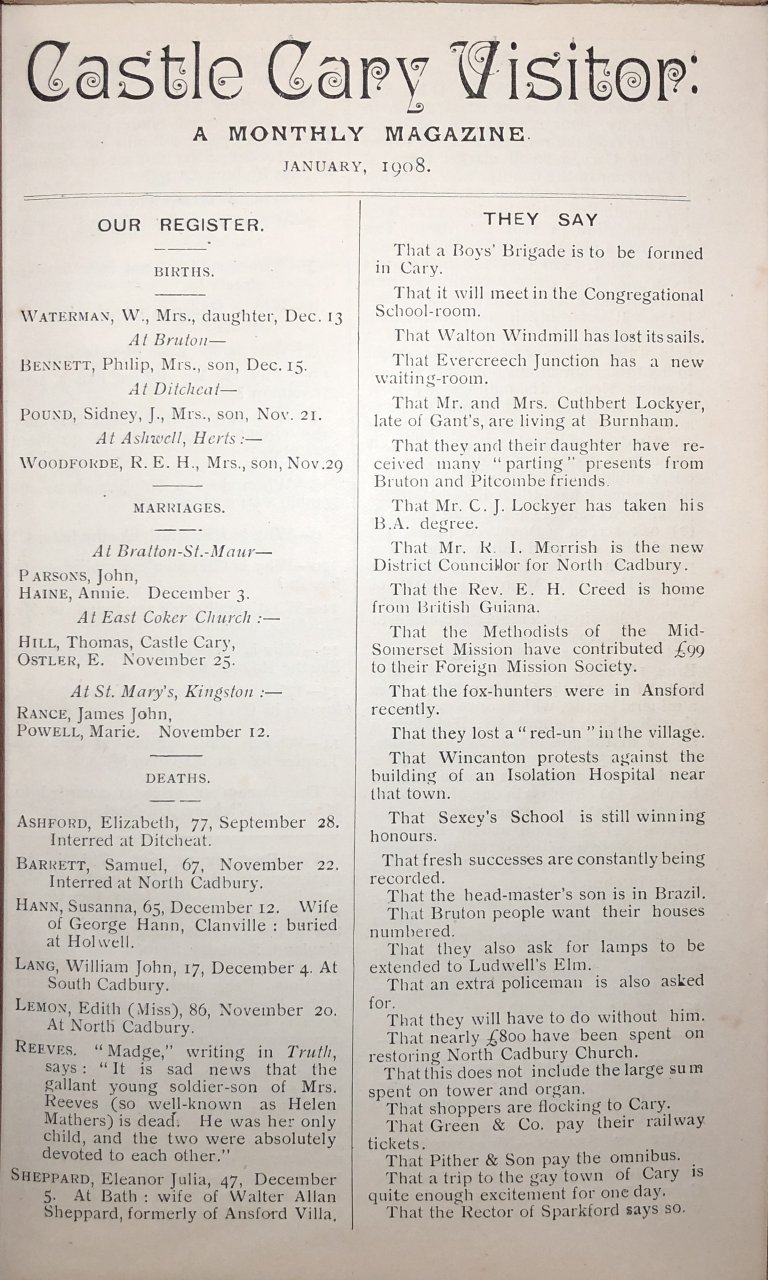 Castle Cary Visitor:
A MONTHLY MAGAZINE.
JANUARY, 1908.
OUR REGISTER.
BIRTHS.
WATERMAN, W., Mrs., daughter, Dec. 13
At Bruton—
BENNETT, Philip, Mrs., son, Dec. 15.
At Ditcheat—
POUND, Sidney, J., Mrs., son, Nov. 21.
At Ashwell, Herts:—
WOODFORDE, R. E. H., Mrs., son, Nov. 29
MARRIAGES.
At Bratton-St.-Maur—
PARSONS, John,
HAINE, Annie. December 3.
At East Coker Church :—
HILL, Thomas, Castle Cary,
OSTLER, E. November 25.
At St. Mary's, Kingston :—
RANCE, James John,
POWELL, Marie. November 12.
DEATHS.
ASHFORD, Elizabeth, 77, September 28.
Interred at Ditcheat.
BARRETT, Samuel, 67, November 22.
Interred at North Cadbury.
HANN, Susanna, 65, December 12. Wife
of George Hann, Clanville : buried
at Holwell.
LANG, William John, 17, December 4. At
South Cadbury.
LEMON, Edith (Miss), 86, November 20.
At North Cadbury.
REEVES. "Madge," writing in Truth,
says : "It is sad news that the
gallant young soldier-son of Mrs.
Reeves (so well-known as Helen
Mathers) is dead. He was her only
child, and the two were absolutely
devoted to each other."
SHEPPARD, Eleanor Julia, 47, December
5. At Bath : wife of Walter Allan
Sheppard, formerly of Ansford Villa.
THEY SAY
That a Boys' Brigade is to be formed
in Cary.
That it will meet in the Congregational
School-room.
That Walton Windmill has lost its sails.
That Evercreech Junction has a new
waiting-room.
That Mr. and Mrs. Cuthbert Lockyer,
late of Gant's, are living at Burnham.
That they and their daughter have re-
ceived many "parting" presents from
Bruton and Pitcombe friends.
That Mr. C. J. Lockyer has taken his
B.A. degree.
That Mr. R. I. Morrish is the new
District Councillor for North Cadbury.
That the Rev. E. H. Creed is home
from British Guiana.
That the Methodists of the Mid-
Somerset Mission have contributed £99
to their Foreign Mission Society.
That the fox-hunters were in Ansford
recently.
That they lost a "red-un" in the village.
That Wincanton protests against the
building of an Isolation Hospital near
that town.
That Sexey's School is still winning
honours.
That fresh successes are constantly being
recorded.
That the head-master's son is in Brazil.
That Bruton people want their houses
numbered.
That they also ask for lamps to be
extended to Ludwell's Elm.
That an extra policeman is also asked
for.
That they will have to do without him.
That nearly £800 have been spent on
restoring North Cadbury Church.
That this does not include the large sum
spent on tower and organ.
That shoppers are flocking to Cary.
That Green & Co. pay their railway
tickets.
That Pither & Son pay the omnibus.
That a trip to the gay town of Cary is
quite enough excitement for one day.
That the Rector of Sparkford says so.